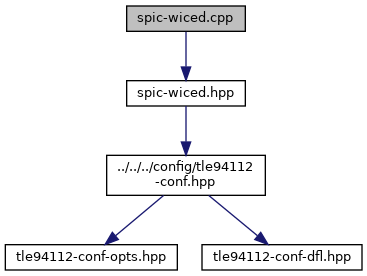 spic-wiced.cpp
spic-wiced.hpp
../../../config/tle94112
-conf.hpp
tle94112-conf-opts.hpp
tle94112-conf-dfl.hpp